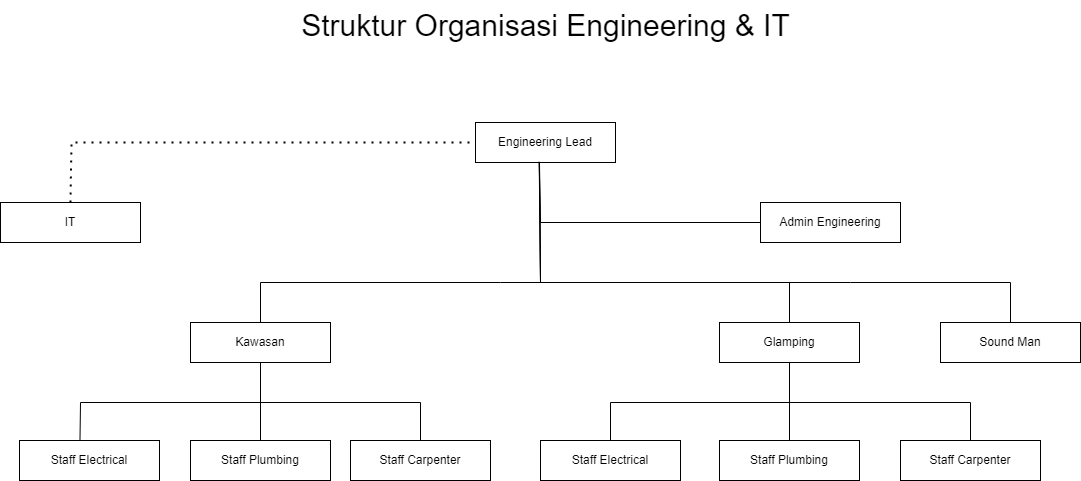 Struktur Organisasi Engineering & IT
Engineering Lead
IT
Admin Engineering
Kawasan
Glamping
Sound Man
Staff Electrical
Staff Plumbing
Staff Carpenter
Staff Electrical
Staff Plumbing
Staff Carpenter